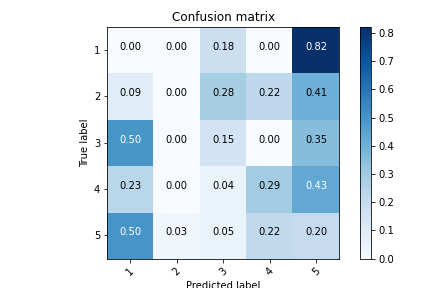 Confusion matrix
True label
1 0.00 0.00 0.18 0.00 0.82
2 0.09 0.00 0.28 0.22 0.41
3 0.50 0.00 0.15 0.00 0.35
4 0.23 0.00 0.04 0.29 0.43
5 0.50 0.03 0.05 0.22 0.20
1 2 3 4 5
Predicted label
0.8
0.7
0.6
0.5
0.4
0.3
0.2
0.1
0.0